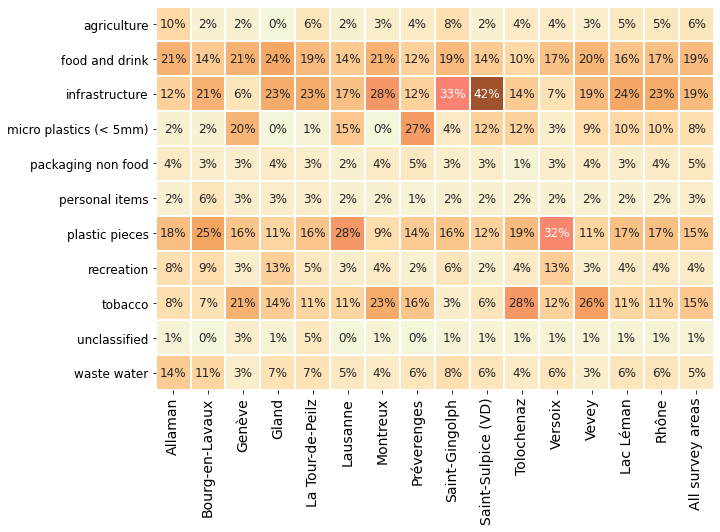 agriculture 10% 2% 2% 0% 6% 2% 3% 4% 8% 2% 4% 4% 3% 5% 5% 6%
food and drink 21% 14% 21% 24% 19% 14% 21% 12% 19% 14% 10% 17% 20% 16% 17% 19%
infrastructure 12% 21% 6% 23% 23% 17% 28% 12% 33% 42% 14% 7% 19% 24% 23% 19%
micro plastics (< 5mm) 2% 2% 20% 0% 1% 15% 0% 27% 4% 12% 12% 3% 9% 10% 10% 8%
packaging non food 4% 3% 3% 4% 3% 2% 4% 5% 3% 3% 1% 3% 4% 3% 4% 5%
personal items 2% 6% 3% 3% 3% 2% 2% 1% 2% 2% 2% 2% 2% 2% 2% 3%
plastic pieces 18% 25% 16% 11% 16% 28% 9% 14% 16% 12% 19% 32% 11% 17% 17% 15%
recreation 8% 9% 3% 13% 5% 3% 4% 2% 6% 2% 4% 13% 3% 4% 4% 4%
tobacco 8% 7% 21% 14% 11% 11% 23% 16% 3% 6% 28% 12% 26% 11% 11% 15%
unclassified 1% 0% 3% 1% 5% 0% 1% 0% 1% 1% 1% 1% 1% 1% 1% 1%
waste water 14% 11% 3% 7% 7% 5% 4% 6% 8% 6% 4% 6% 3% 6% 6% 5%
Allaman
Bourg-en-Lavaux
Genève
Gland
La Tour-de-Peilz
Lausanne
Montreux
Préverenges
Saint-Gingolph
Saint-Sulpice (VD)
Tolochenaz
Versoix
Vevey
Lac Léman
Rhône
All survey areas